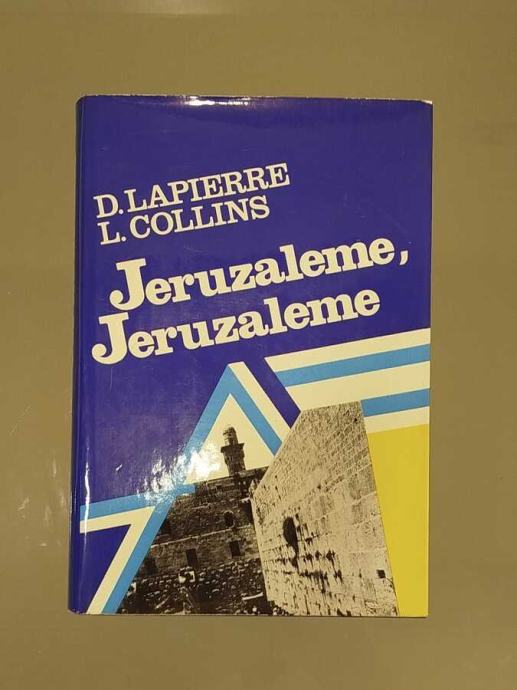 D. LAPIERRE
L. COLLINS
Jeruzaleme,
Jeruzaleme